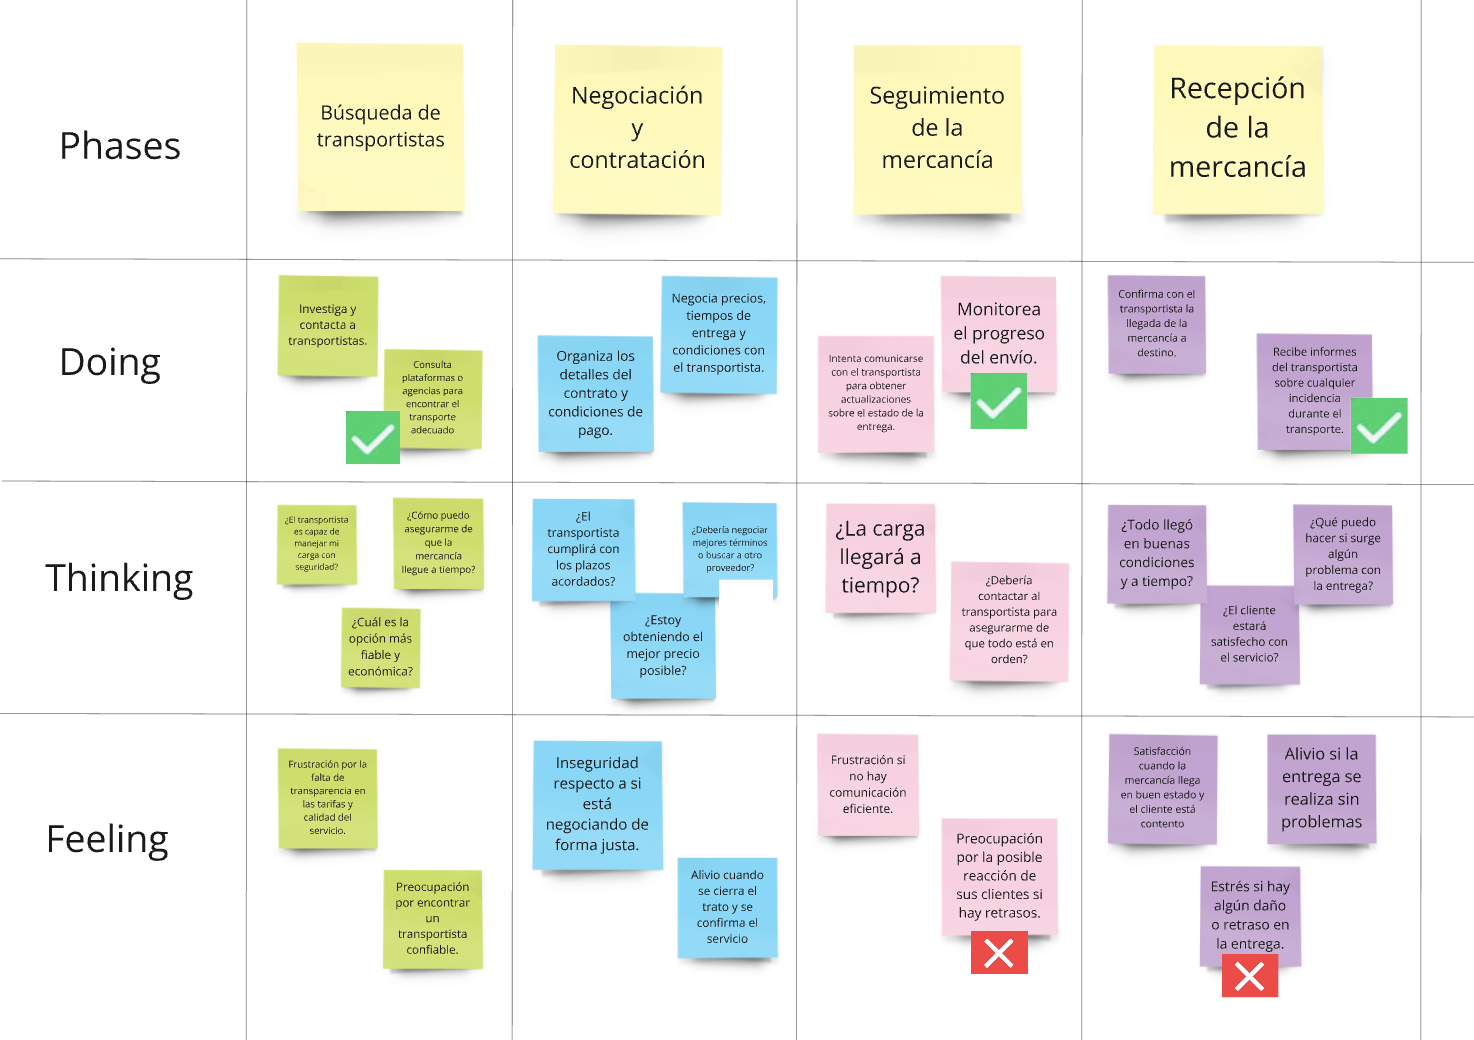 Phases
Búsqueda de
transportistas
Negociación
y
contratación
Seguimiento
de la
mercancía
Recepción
de la
mercancía
Doing
Investiga y
contacta a
transportistas.
Consulta
plataformas o
agencias para
encontrar el
transporte
adecuado
Organiza los
detalles del
contrato y
condiciones de
pago.
Negocia precios,
tiempos de
entrega y
condiciones con
el transportista.
Intenta comunicarse
con el transportista
para obtener
actualizaciones
sobre el estado de la
entrega.
Monitorea
el progreso
del envío.
Confirma con el
transportista la
llegada de la
mercancía a
destino.
Recibe informes
del transportista
sobre cualquier
incidencia
durante el
transporte.
Thinking
¿El transportista
es capaz de
manejar mi
carga con
seguridad?
¿Cómo puedo
asegurarme de
que la
mercancía
llegue a tiempo?
¿Cuál es la
opción más
fiable y
económica?
¿El
transportista
cumplirá con
los plazos
acordados?
¿Debería negociar
mejores términos
o buscar a otro
proveedor?
¿Estoy
obteniendo el
mejor precio
posible?
¿La carga
llegará a
tiempo?
¿Debería
contactar al
transportista para
asegurarme de
que todo está en
orden?
¿Todo llegó
en buenas
condiciones
y a tiempo?
¿El cliente
estará
satisfecho con
el servicio?
¿Qué puedo
hacer si surge
algún
problema con
la entrega?
Feeling
Frustración por la
falta de
transparencia en
las tarifas y
calidad del
servicio.
Preocupación
por encontrar
un
transportista
confiable.
Inseguridad
respecto a si
está
negociando de
forma justa.
Alivio cuando
se cierra el
trato y se
confirma el
servicio
Frustración si
no hay
comunicación
eficiente.
Preocupación
por la posible
reacción de
sus clientes si
hay retrasos.
Satisfacción
cuando la
mercancía llega
en buen estado y
el cliente está
contento
Alivio si la
entrega se
realiza sin
problemas
Estrés si hay
algún daño
o retraso en
la entrega.